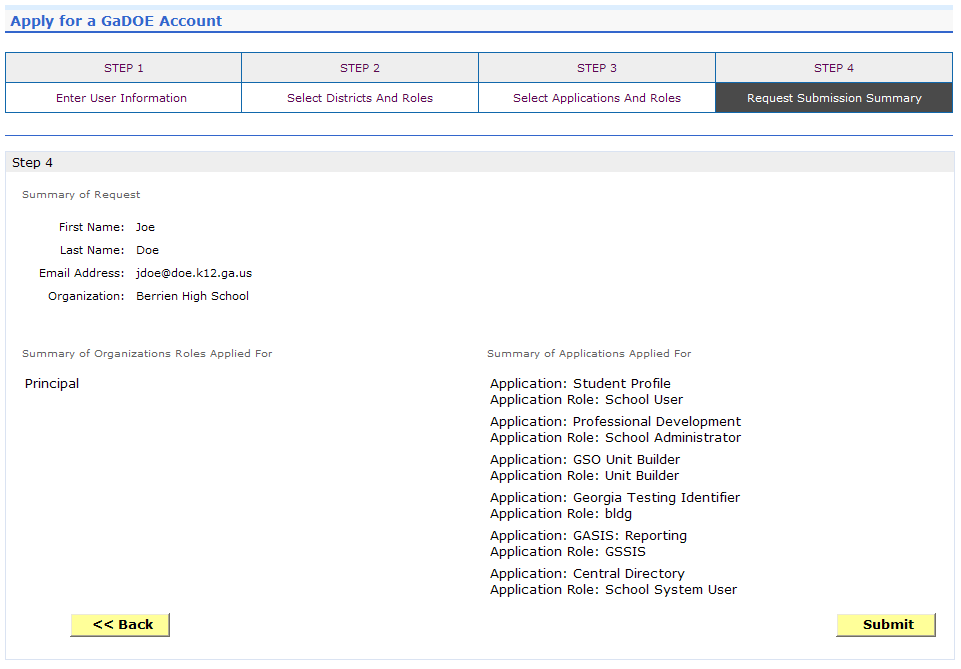 Apply for a GaDOE Account
STEP 1
STEP 2
STEP 3
STEP 4
Enter User Information
Select Districts And Roles
Select Applications And Roles
Request Submission Summary
Step 4
Summary of Request
First Name: Joe
Last Name: Doe
Email Address: jdoe@doe.k12.ga.us
Organization: Berrien High School
Summary of Organizations Roles Applied For
Principal
Summary of Applications Applied For
Application: Student Profile
Application Role: School User
Application: Professional Development
Application Role: School Administrator
Application: GSO Unit Builder
Application Role: Unit Builder
Application: Georgia Testing Identifier
Application Role: bldg
Application: GASIS: Reporting
Application Role: GSSIS
Application: Central Directory
Application Role: School System User
<< Back
Submit